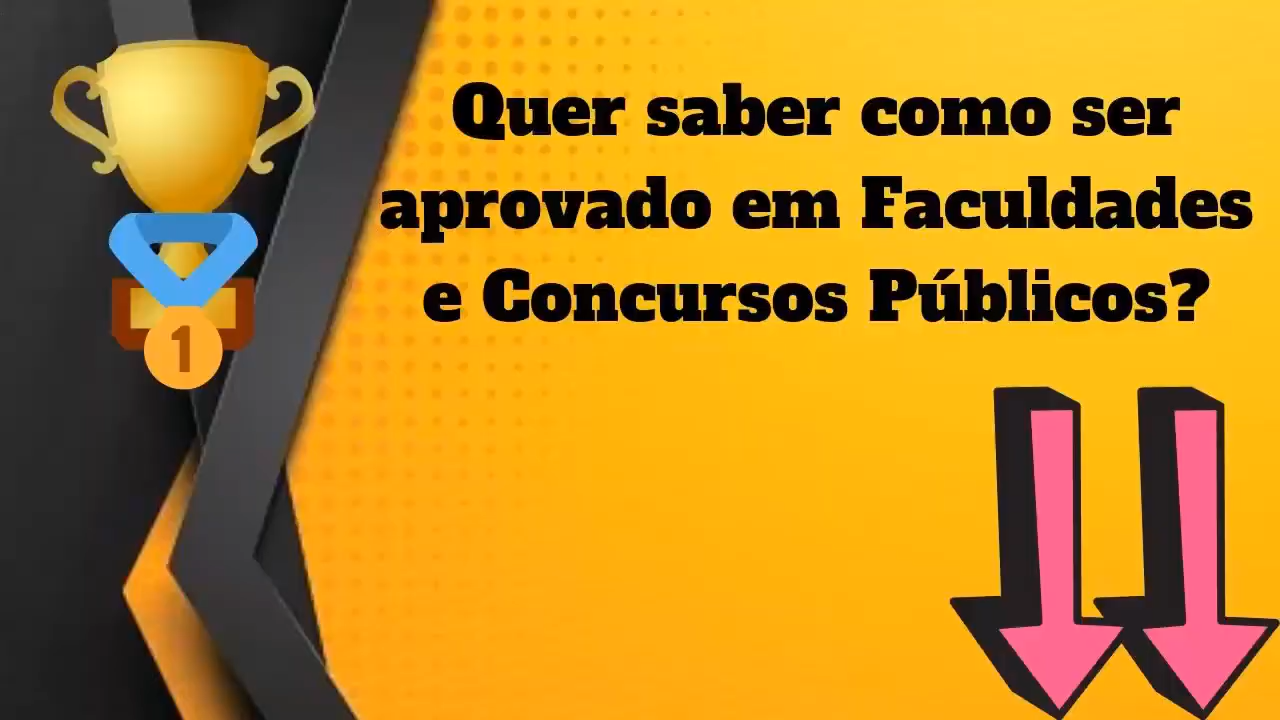 Quer saber como ser
aprovado em Faculdades
e Concursos Públicos?
1